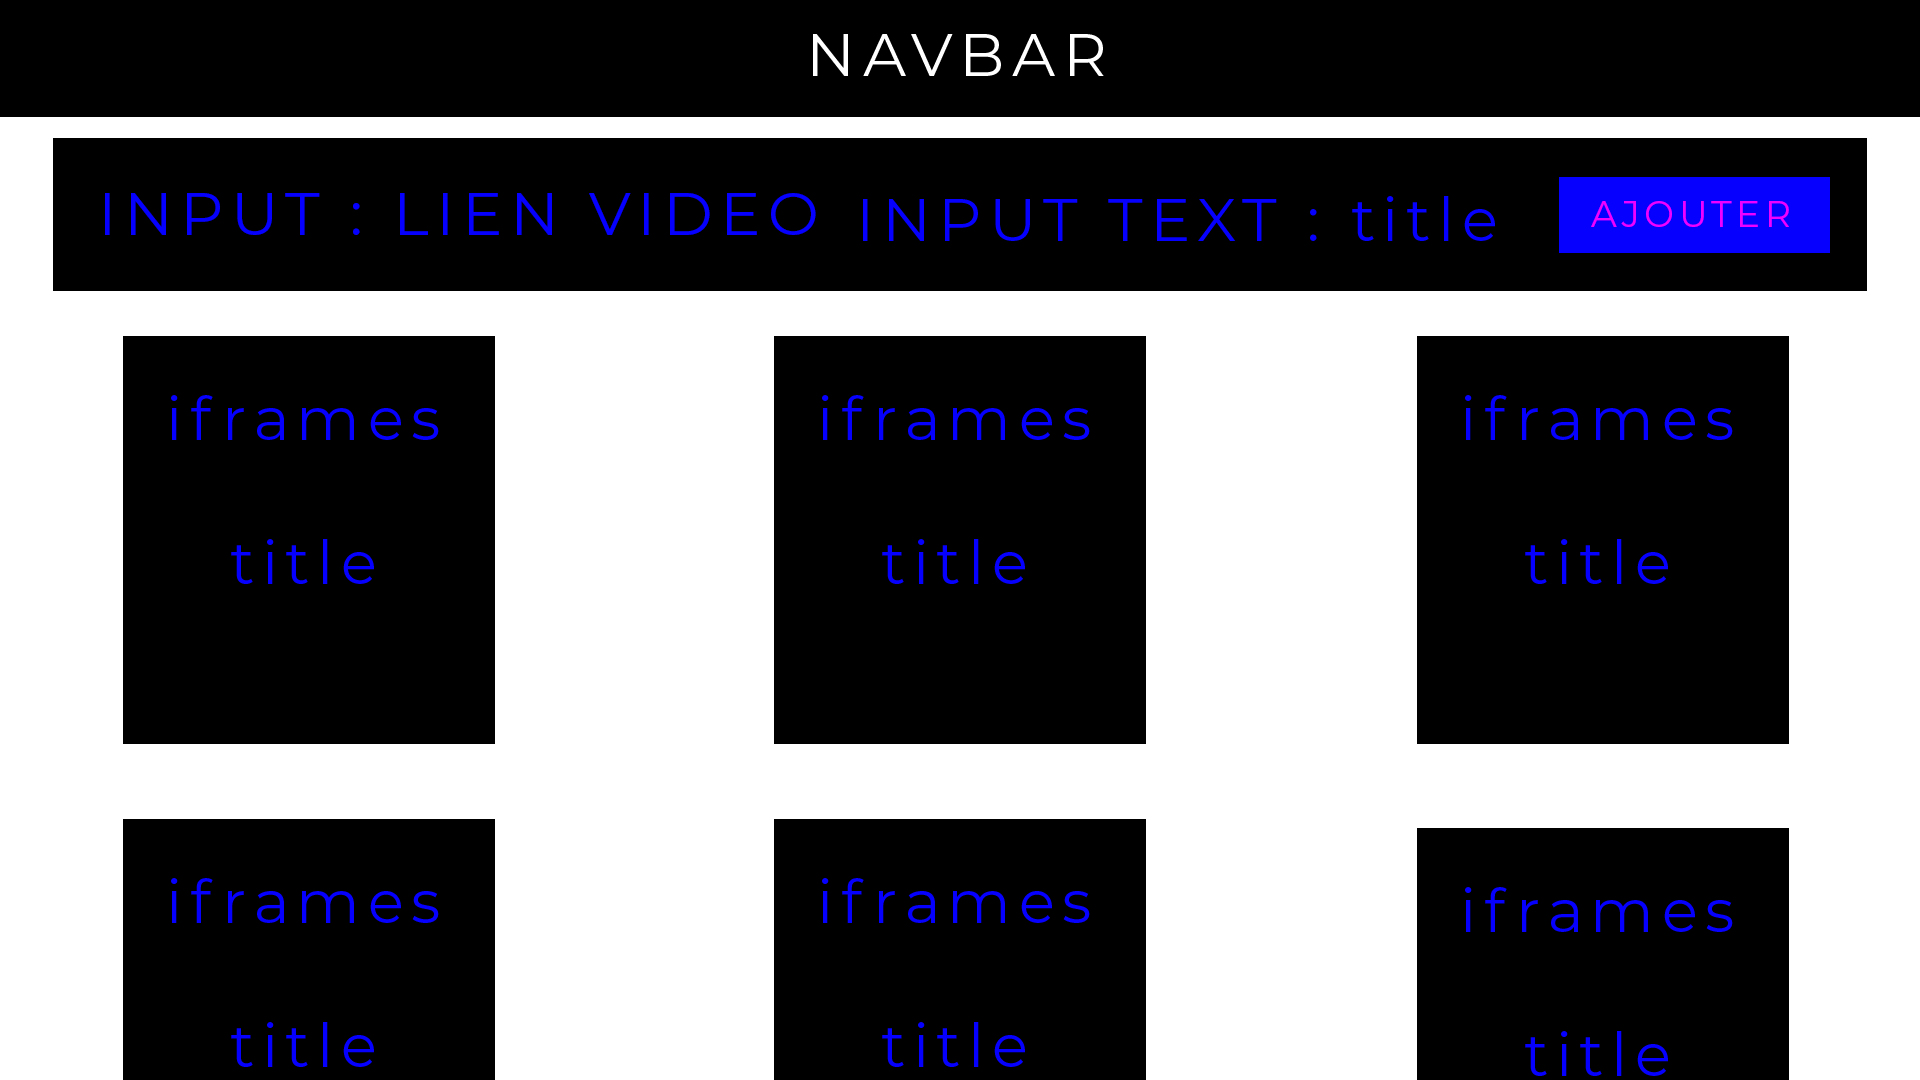 NAVBAR
INPUT : LIEN VIDEO INPUT TEXT : title AJOUTER
iframes iframes iframes
title title title
iframes iframes iframes
title title title